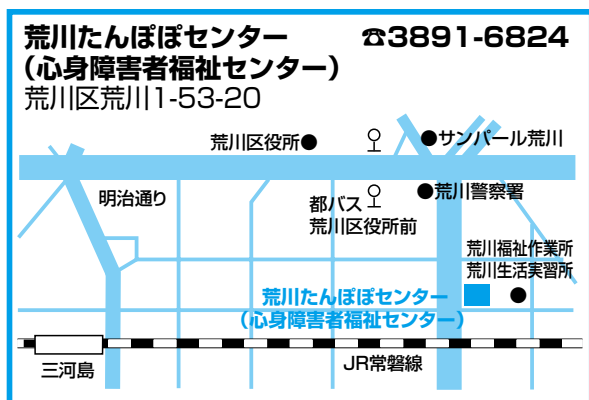 荒川たんぽぽセンター ☎3891-6824
(心身障害者福祉センター)
荒川区荒川1-53-20
荒川区役所
サンパール荒川
明治通り
荒川警察署
都バス
荒川区役所前
荒川福祉作業所
荒川生活実習所
荒川たんぽぽセンター
(心身障害者福祉センター)
三河島
JR常磐線